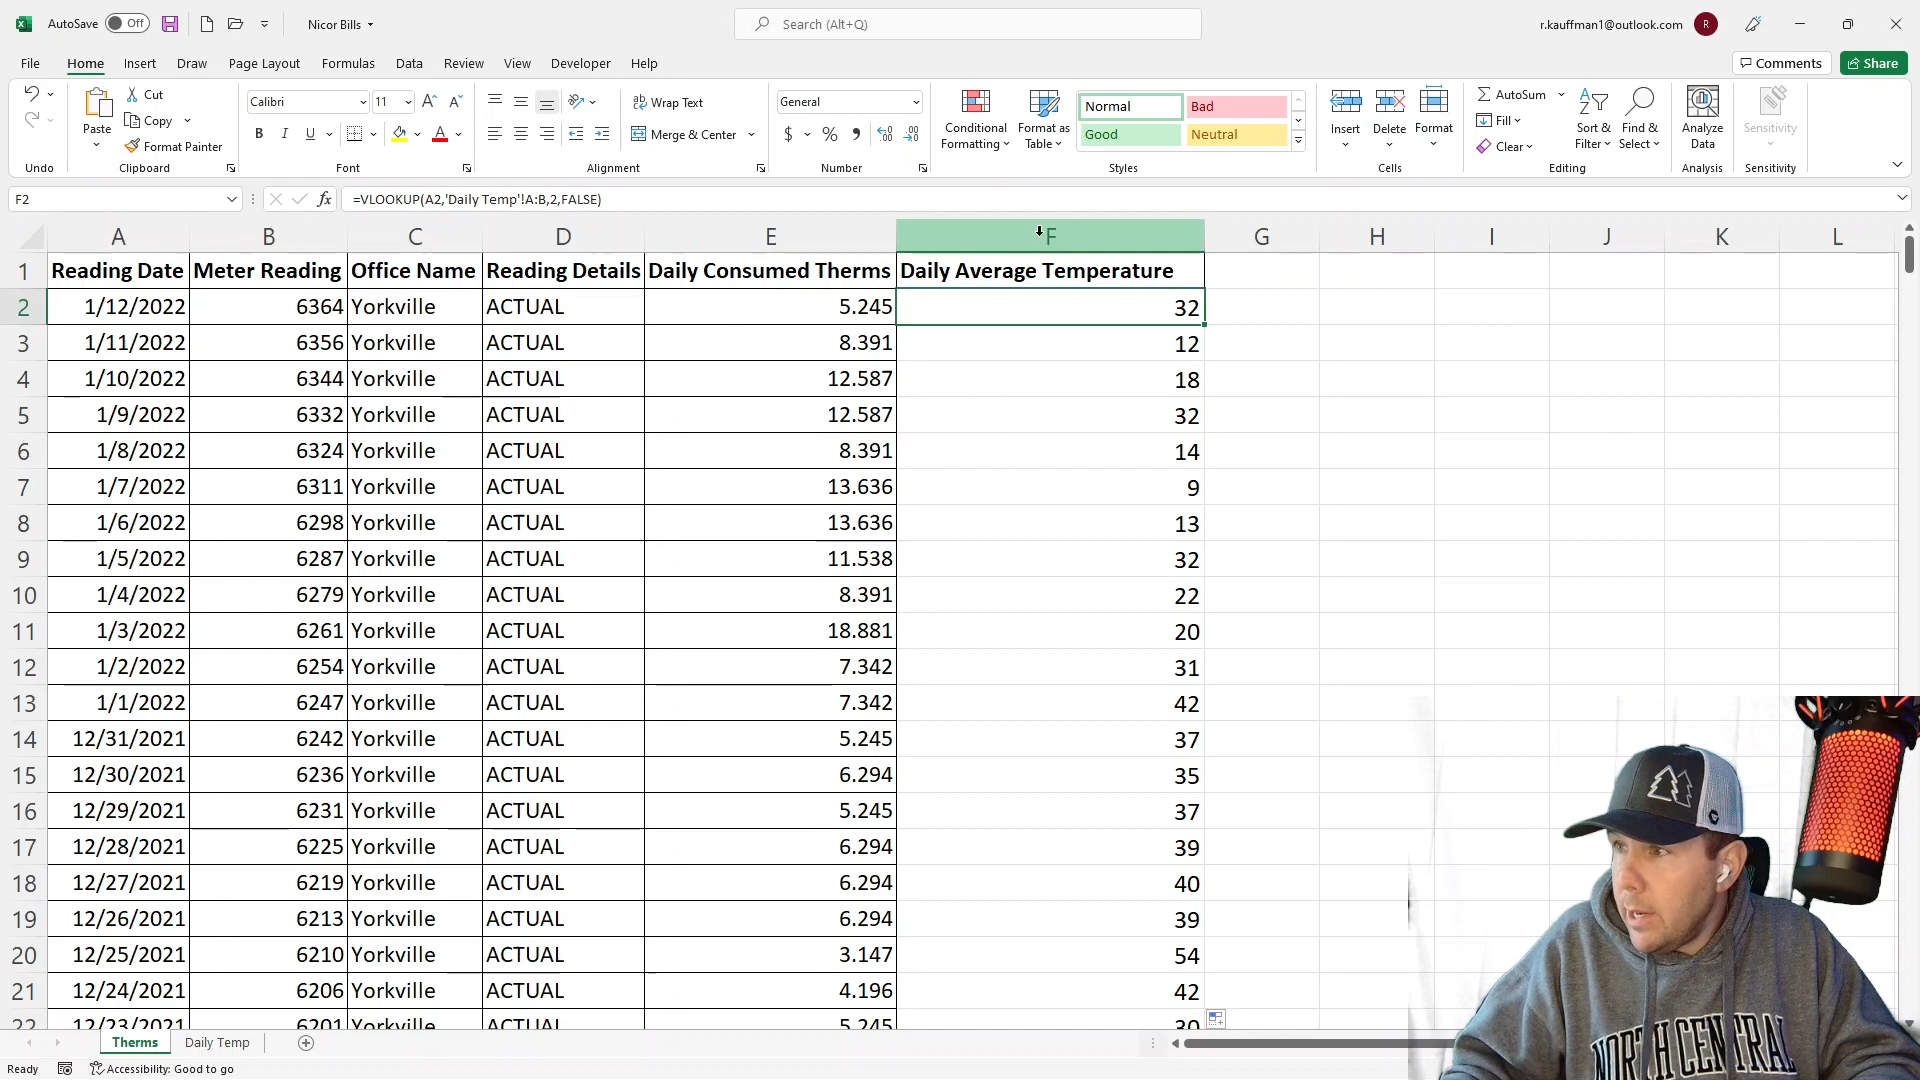 AutoSave Off Nicor Bills Search (Alt+Q) r.kauffman1@outlook.com R
File Home Insert Draw Page Layout Formulas Data Review View Developer Help Comments Share
Cut
Copy
Format Painter
Paste
Calibri 11
B I U
Wrap Text
Merge & Center
General
$ % ,
Conditional Formatting
Format as Table
Normal Bad
Good Neutral
Insert Delete Format
AutoSum
Fill
Clear
Sort & Filter
Find & Select
Analyze Data
Sensitivity
Undo Clipboard Font Alignment Number Styles Cells Editing Analysis Sensitivity
F2 fx =VLOOKUP(A2,'Daily Temp'!A:B,2,FALSE)
A B C D E F G H I J K L
1 Reading Date Meter Reading Office Name Reading Details Daily Consumed Therms Daily Average Temperature
2 1/12/2022 6364 Yorkville ACTUAL 5.245 32
3 1/11/2022 6356 Yorkville ACTUAL 8.391 12
4 1/10/2022 6344 Yorkville ACTUAL 12.587 18
5 1/9/2022 6332 Yorkville ACTUAL 12.587 32
6 1/8/2022 6324 Yorkville ACTUAL 8.391 14
7 1/7/2022 6311 Yorkville ACTUAL 13.636 9
8 1/6/2022 6298 Yorkville ACTUAL 13.636 13
9 1/5/2022 6287 Yorkville ACTUAL 11.538 32
10 1/4/2022 6279 Yorkville ACTUAL 8.391 22
11 1/3/2022 6261 Yorkville ACTUAL 18.881 20
12 1/2/2022 6254 Yorkville ACTUAL 7.342 31
13 1/1/2022 6247 Yorkville ACTUAL 7.342 42
14 12/31/2021 6242 Yorkville ACTUAL 5.245 37
15 12/30/2021 6236 Yorkville ACTUAL 6.294 35
16 12/29/2021 6231 Yorkville ACTUAL 5.245 37
17 12/28/2021 6225 Yorkville ACTUAL 6.294 39
18 12/27/2021 6219 Yorkville ACTUAL 6.294 40
19 12/26/2021 6213 Yorkville ACTUAL 6.294 39
20 12/25/2021 6210 Yorkville ACTUAL 3.147 54
21 12/24/2021 6206 Yorkville ACTUAL 4.196 42
22 12/23/2021 6201 Yorkville ACTUAL 5.245 30
Therms Daily Temp
Ready Accessibility: Good to go
NORTH CENTRAL